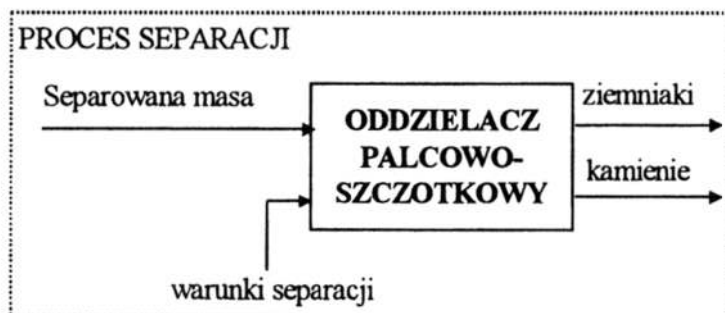 PROCES SEPARACJI
Separowana masa
ODDZIELACZ
PALCOWO-
SZCZOTKOWY
ziemniaki
kamienie
warunki separacji